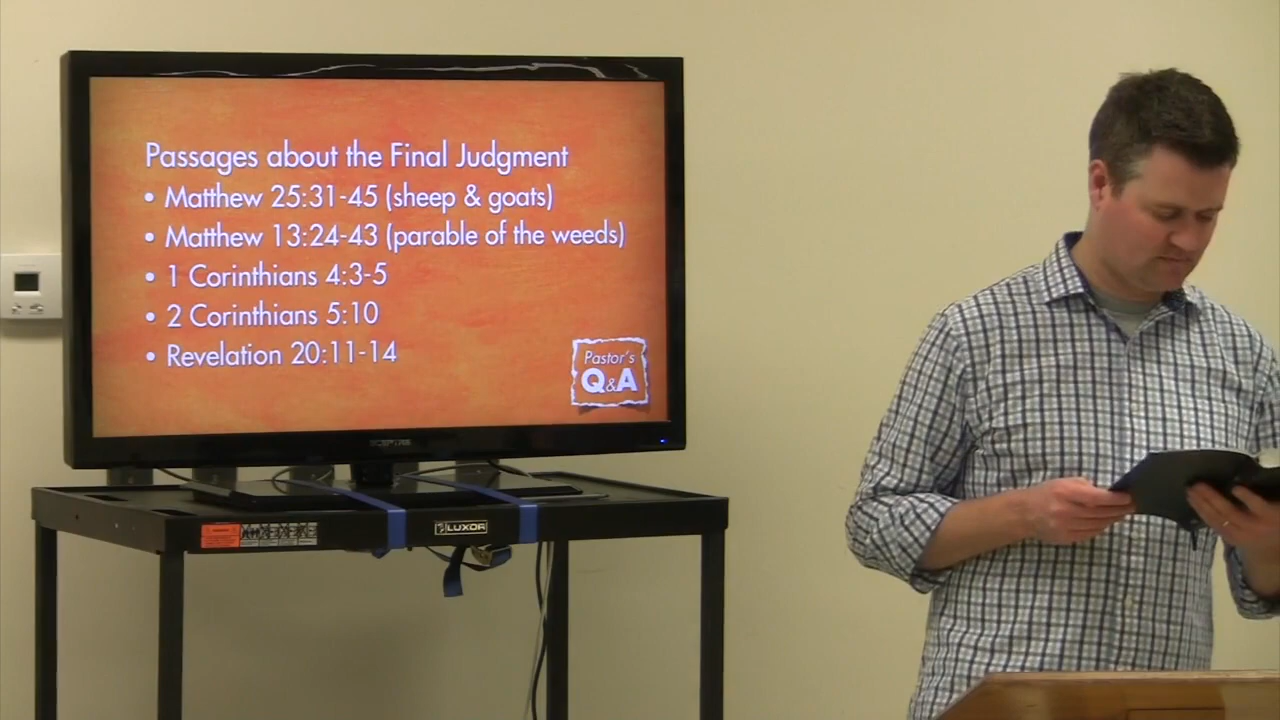 Passages about the Final Judgment
• Matthew 25:31-45 (sheep & goats)
• Matthew 13:24-43 (parable of the weeds)
• 1 Corinthians 4:3-5
• 2 Corinthians 5:10
• Revelation 20:11-14
Pastor's
Q&A
SCEPTRE
LUXOR